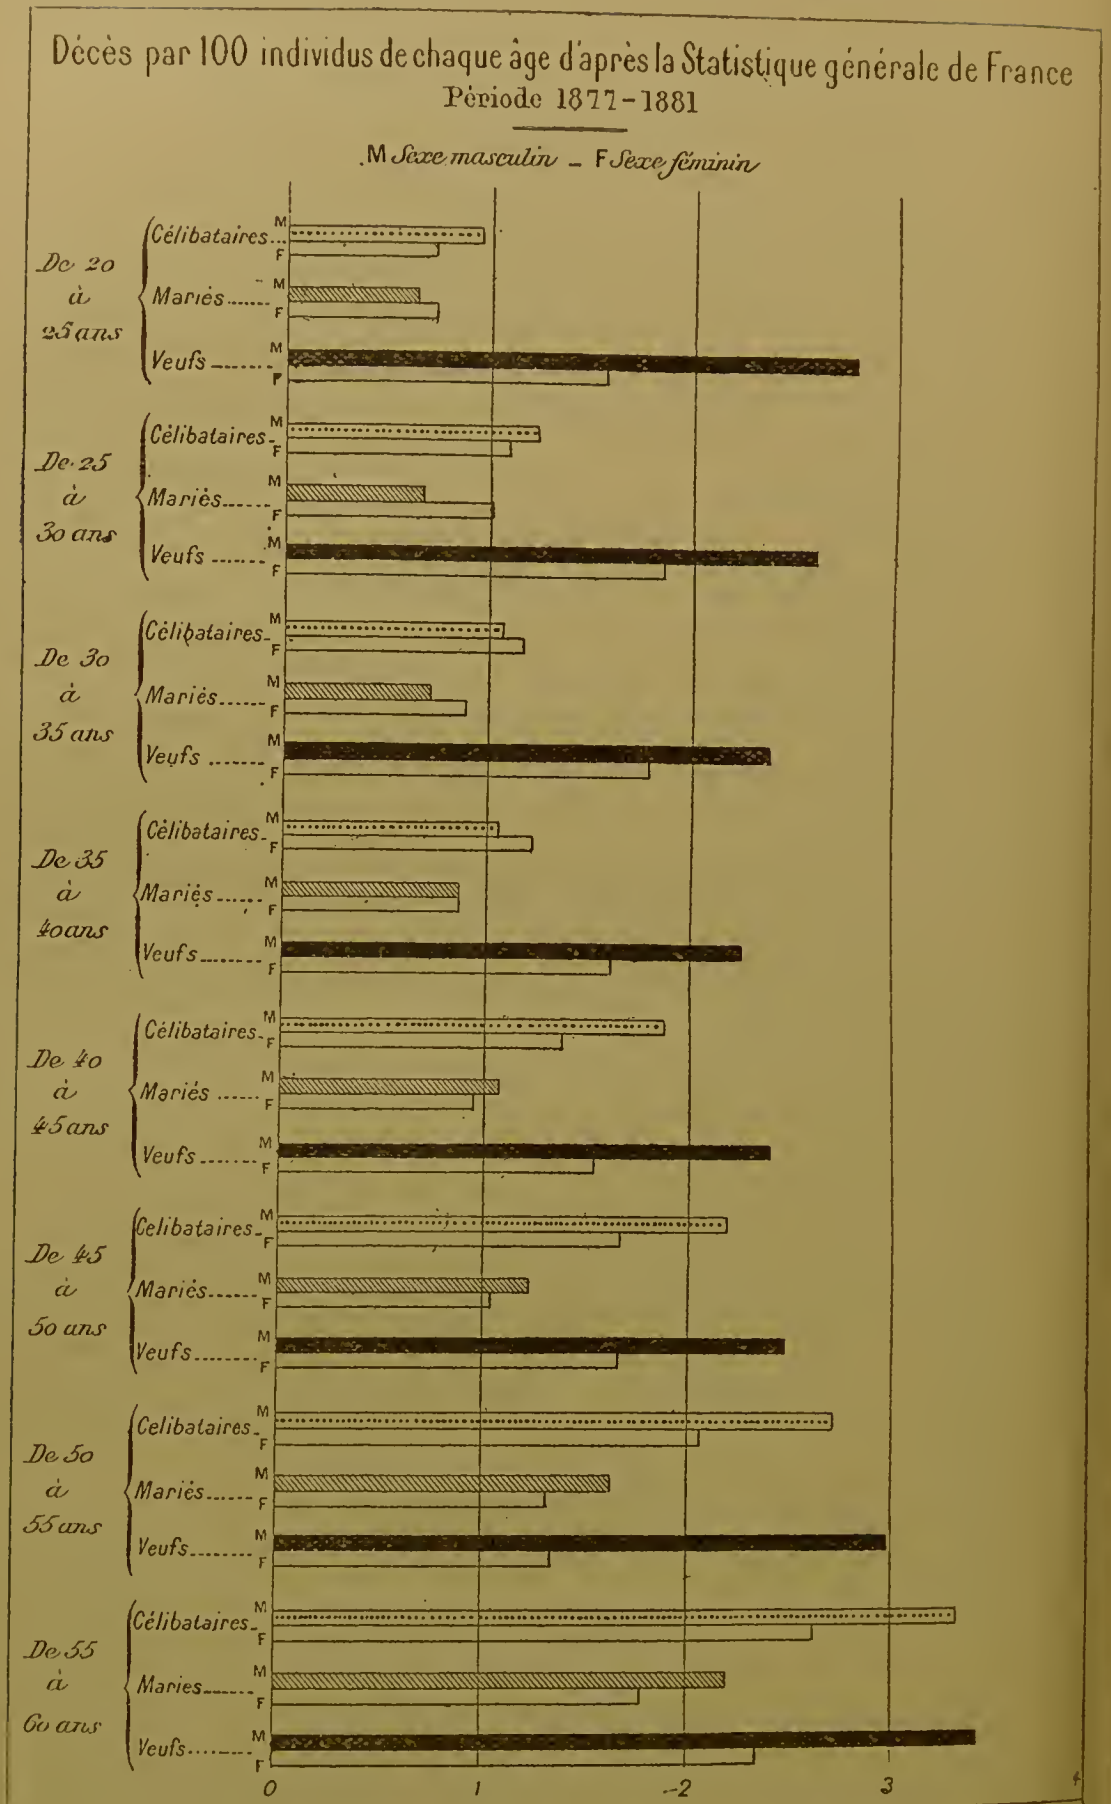 Décès par 100 individus de chaque âge d'après la Statistique générale de France
Période 1877-1881
M Sexe masculin - F Sexe féminin
De 20 à 25 ans
Célibataires... M
F
Mariés....... M
F
Veufs ....... M
F
De 25 à 30 ans
Célibataires. M
F
Mariés...... M
F
Veufs ....... M
F
De 30 à 35 ans
Célibataires. M
F
Mariés...... M
F
Veufs ....... M
F
De 35 à 40 ans
Célibataires. M
F
Mariés...... M
F
Veufs....... M
F
De 40 à 45 ans
Célibataires. M
F
Mariés ...... M
F
Veufs....... M
F
De 45 à 50 ans
Celibataires. M
F
Mariés...... M
F
Veufs........ M
F
De 50 à 55 ans
Celibataires. M
F
Mariés...... M
F
Veufs........ M
F
De 55 à 60 ans
Célibataires. M
F
Maries...... M
F
Veufs......... M
F
0 1 2 3 4